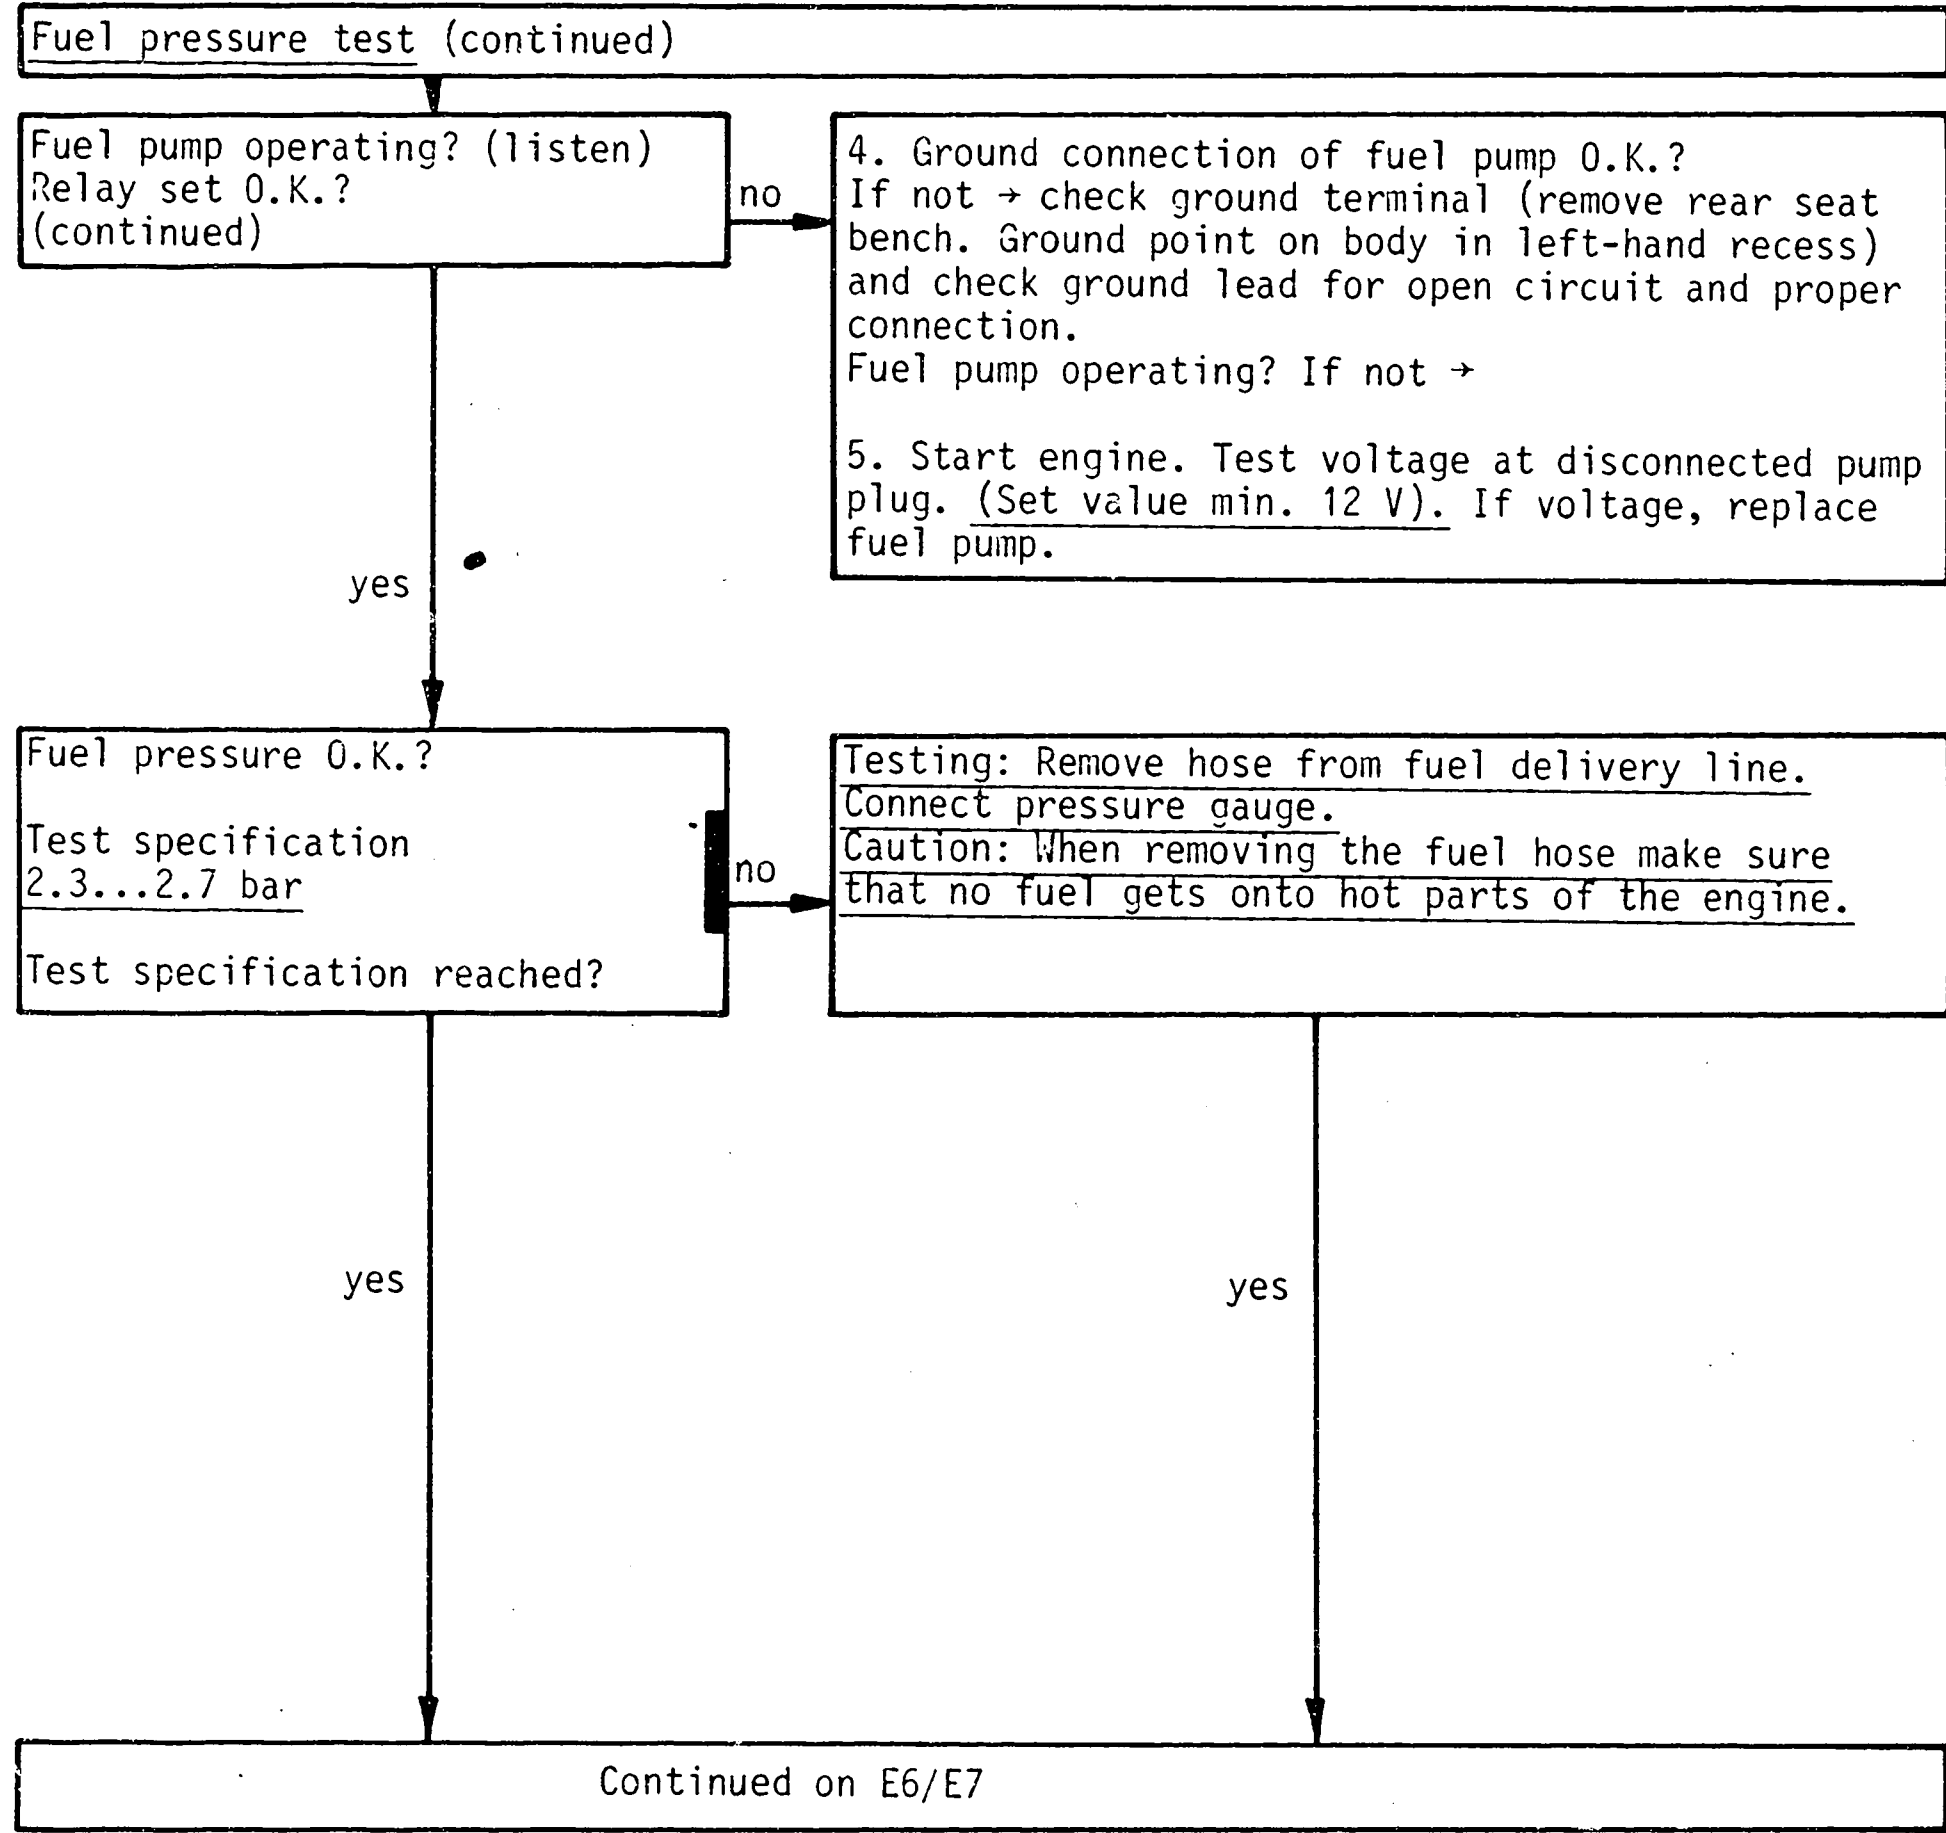 Fuel pressure test (continued)
Fuel pump operating? (listen)
Relay set O.K.?
(continued)
no
4. Ground connection of fuel pump O.K.?
If not → check ground terminal (remove rear seat
bench. Ground point on body in left-hand recess)
and check ground lead for open circuit and proper
connection.
Fuel pump operating? If not →
5. Start engine. Test voltage at disconnected pump
plug. (Set value min. 12 V). If voltage, replace
fuel pump.
yes
Fuel pressure O.K.?
Test specification
2.3...2.7 bar
Test specification reached?
no
Testing: Remove hose from fuel delivery line.
Connect pressure gauge.
Caution: When removing the fuel hose make sure
that no fuel gets onto hot parts of the engine.
yes
yes
Continued on E6/E7